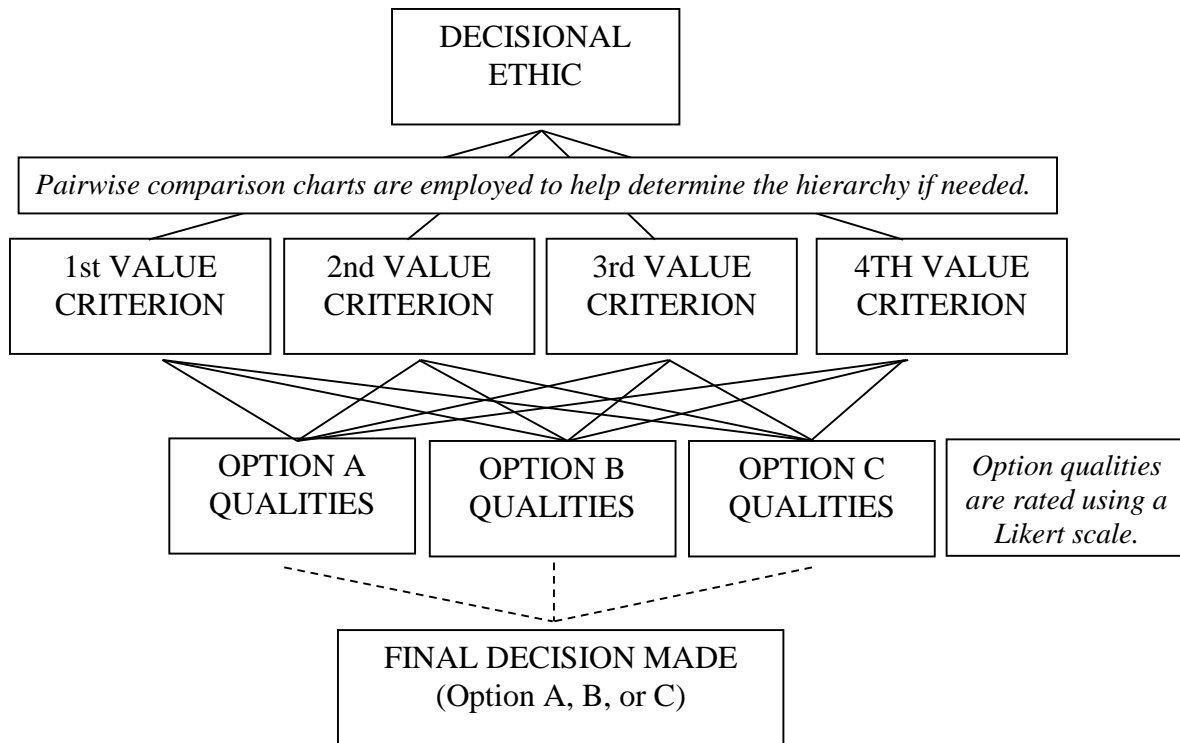 DECISIONAL
ETHIC
Pairwise comparison charts are employed to help determine the hierarchy if needed.
1st VALUE
CRITERION
2nd VALUE
CRITERION
3rd VALUE
CRITERION
4TH VALUE
CRITERION
OPTION A
QUALITIES
OPTION B
QUALITIES
OPTION C
QUALITIES
Option qualities
are rated using a
Likert scale.
FINAL DECISION MADE
(Option A, B, or C)